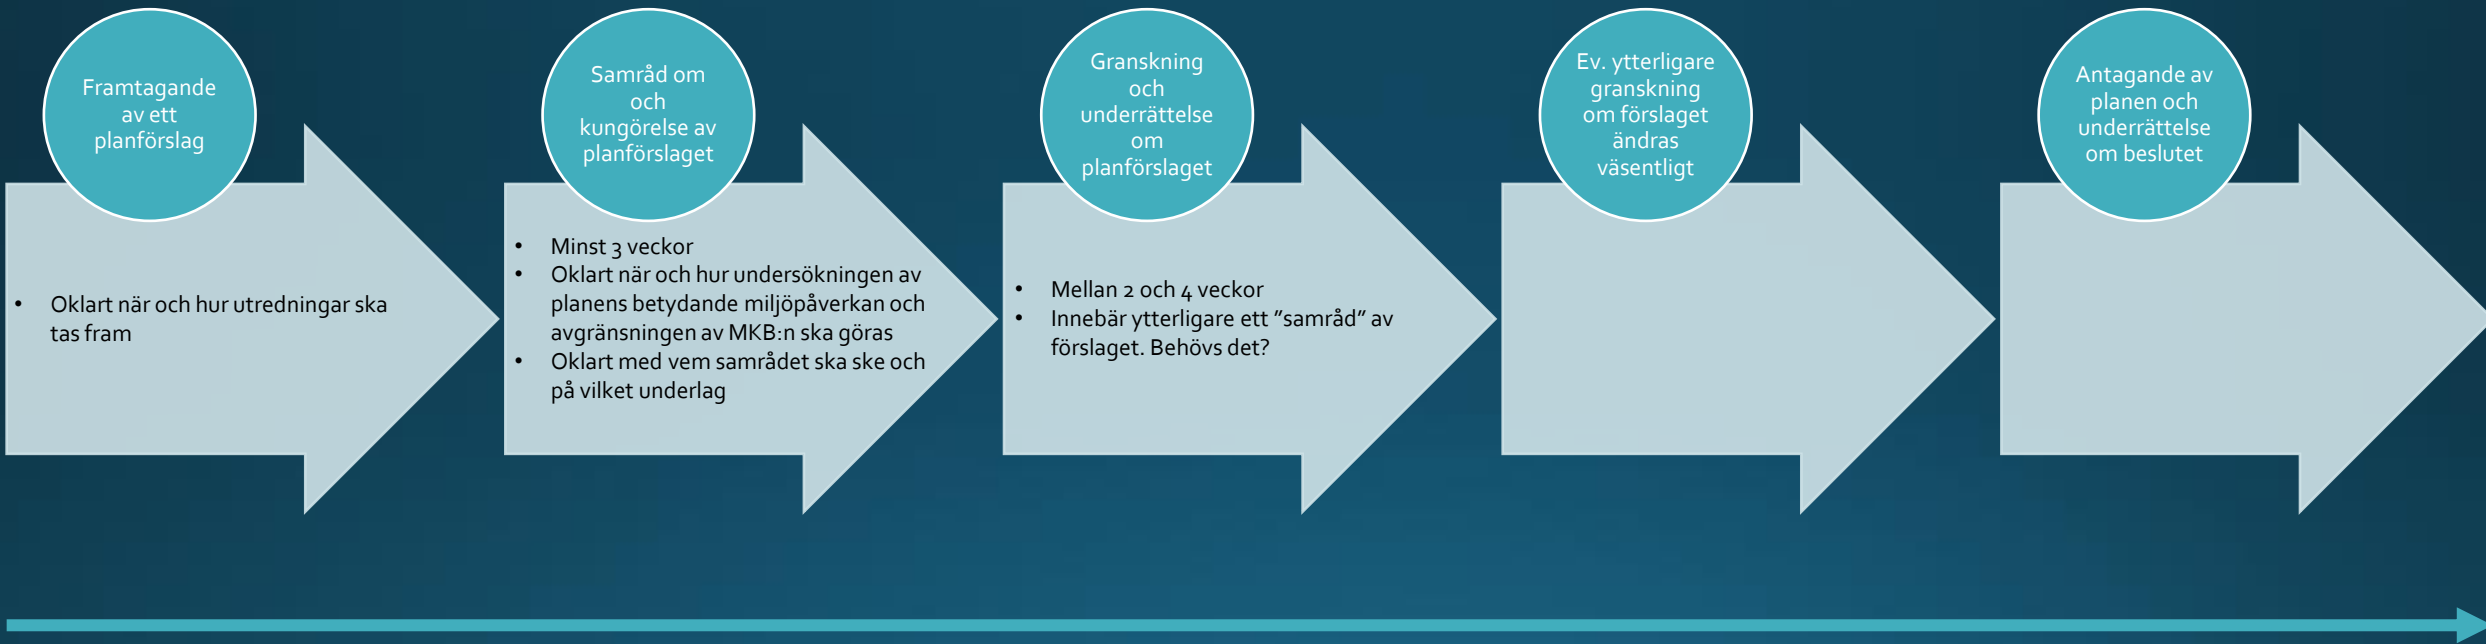 Framtagande
av ett
planförslag
• Oklart när och hur utredningar ska
tas fram
Samråd om
och
kungörelse av
planförslaget
• Minst 3 veckor
• Oklart när och hur undersökningen av
planens betydande miljöpåverkan och
avgränsningen av MKB:n ska göras
• Oklart med vem samrådet ska ske och
på vilket underlag
Granskning
och
underrättelse
om
planförslaget
• Mellan 2 och 4 veckor
• Innebär ytterligare ett ”samråd” av
förslaget. Behövs det?
Ev. ytterligare
granskning
om förslaget
ändras
väsentligt
Antagande av
planen och
underrättelse
om beslutet